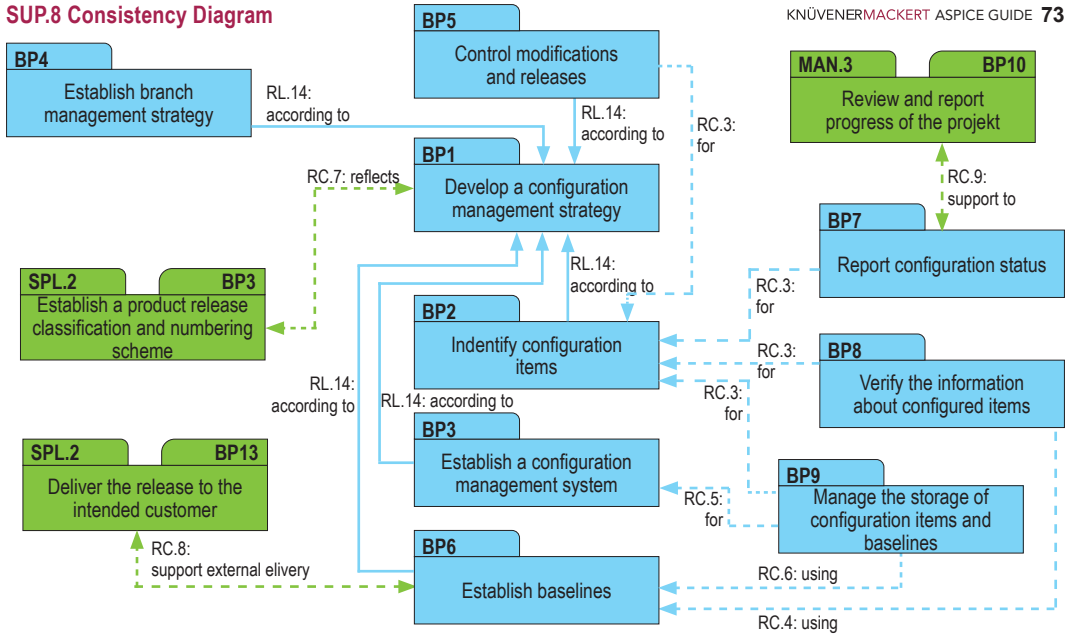 SUP.8 Consistency Diagram
KNÜVENERMACKERT ASPICE GUIDE 73
BP4
Establish branch
management strategy
RL.14:
according to
BP5
Control modifications
and releases
RL.14:
according to
RC.3:
for
MAN.3
BP10
Review and report
progress of the projekt
RC.9:
support to
BP1
Develop a configuration
management strategy
RC.7: reflects
BP7
Report configuration status
RC.3:
for
SPL.2
BP3
Establish a product release
classification and numbering
scheme
RL.14:
according to
BP2
Indentify configuration
items
RC.3:
for
BP8
Verify the information
about configured items
RL.14:
according to
RL.14: according to
RC.3:
for
BP3
Establish a configuration
management system
SPL.2
BP13
Deliver the release to the
intended customer
RC.5:
for
BP9
Manage the storage of
configuration items and
baselines
RC.8:
support external elivery
BP6
Establish baselines
RC.6: using
RC.4: using